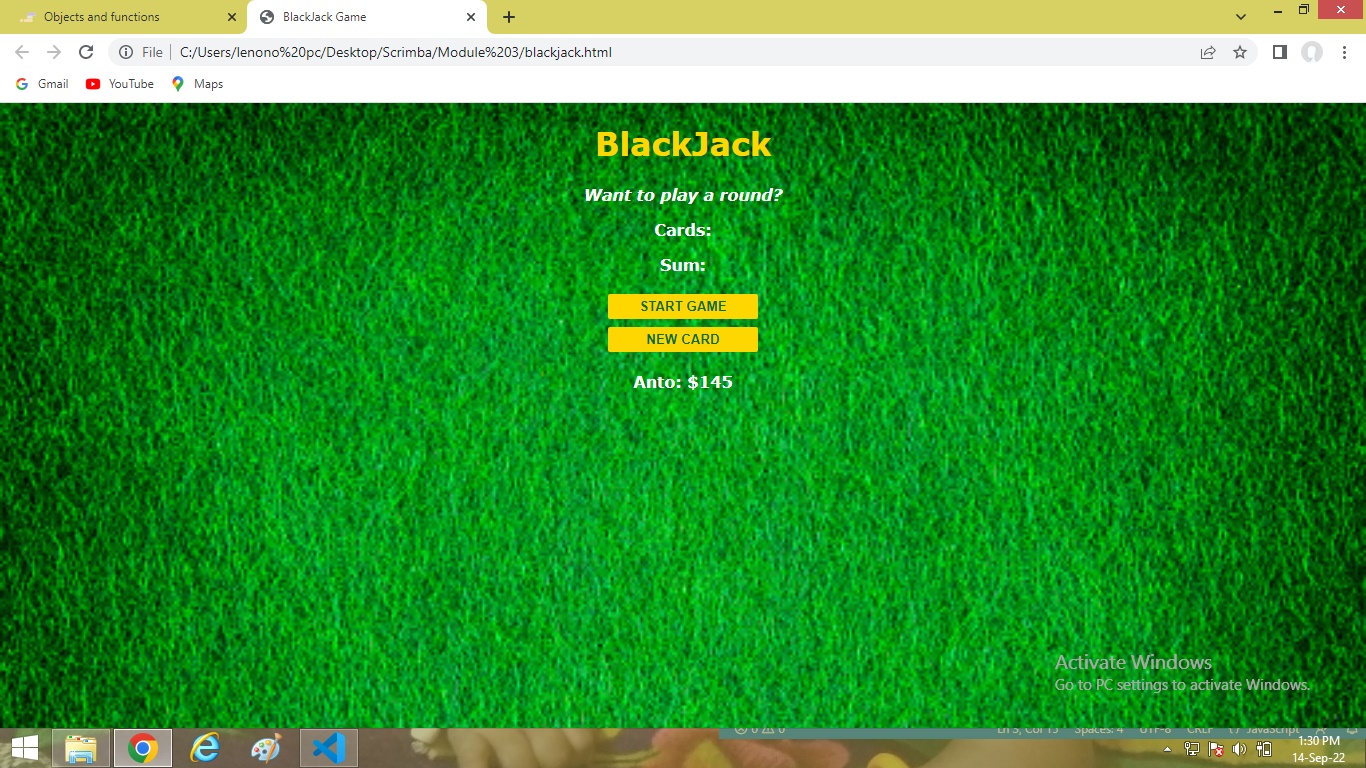 Objects and functions
BlackJack Game
File
C:/Users/lenono%20pc/Desktop/Scrimba/Module%203/blackjack.html
Gmail
YouTube
Maps
BlackJack
Want to play a round?
Cards:
Sum:
START GAME
NEW CARD
Anto: $145
Activate Windows
Go to PC settings to activate Windows.
0 0
Ln 3, Col 15 Spaces: 4 UTF-8 CRLF JavaScript
1:30 PM
14-Sep-22